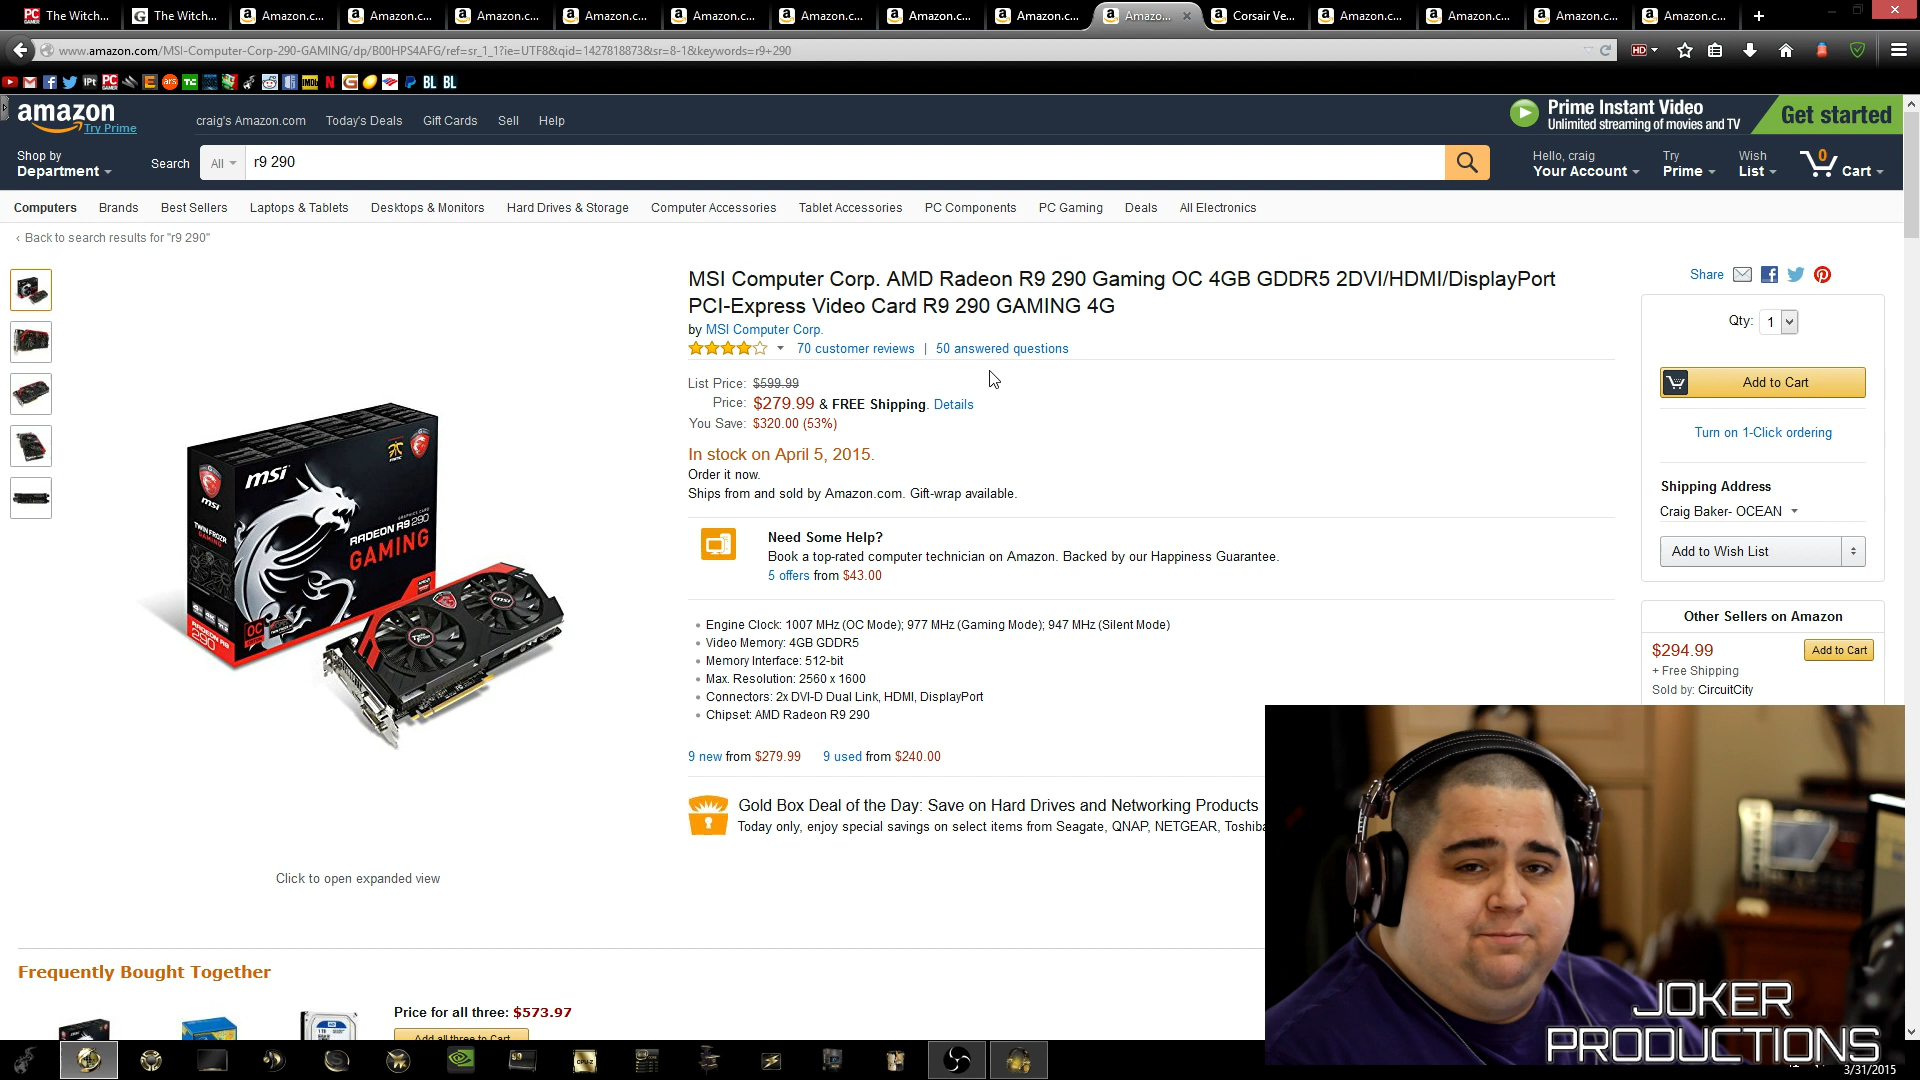 The Witch...
The Witch...
Amazon.c...
Amazon.c...
Amazon.c...
Amazon.c...
Amazon.c...
Amazon.c...
Amazon.c...
Amazon.c...
Amazo...
Corsair Ve...
Amazon.c...
Amazon.c...
Amazon.c...
Amazon.c...
www.amazon.com/MSI-Computer-Corp-290-GAMING/dp/B00HPS4AFG/ref=sr_1_1?ie=UTF8&qid=1427818873&sr=8-1&keywords=r9+290
HD
BL BL
amazon
Try Prime
craig's Amazon.com Today's Deals Gift Cards Sell Help
Prime Instant Video
Unlimited streaming of movies and TV
Get started
Shop by
Department
Search
All
r9 290
Hello, craig
Your Account
Try
Prime
Wish
List
0
Cart
Computers Brands Best Sellers Laptops & Tablets Desktops & Monitors Hard Drives & Storage Computer Accessories Tablet Accessories PC Components PC Gaming Deals All Electronics
‹ Back to search results for "r9 290"
MSI Computer Corp. AMD Radeon R9 290 Gaming OC 4GB GDDR5 2DVI/HDMI/DisplayPort
PCI-Express Video Card R9 290 GAMING 4G
by MSI Computer Corp.
70 customer reviews | 50 answered questions
List Price: $599.99
Price: $279.99 & FREE Shipping. Details
You Save: $320.00 (53%)
In stock on April 5, 2015.
Order it now.
Ships from and sold by Amazon.com. Gift-wrap available.
Need Some Help?
Book a top-rated computer technician on Amazon. Backed by our Happiness Guarantee.
5 offers from $43.00
Engine Clock: 1007 MHz (OC Mode); 977 MHz (Gaming Mode); 947 MHz (Silent Mode)
Video Memory: 4GB GDDR5
Memory Interface: 512-bit
Max. Resolution: 2560 x 1600
Connectors: 2x DVI-D Dual Link, HDMI, DisplayPort
Chipset: AMD Radeon R9 290
9 new from $279.99 9 used from $240.00
Gold Box Deal of the Day: Save on Hard Drives and Networking Products
Today only, enjoy special savings on select items from Seagate, QNAP, NETGEAR, Toshiba
Share
Qty: 1
Add to Cart
Turn on 1-Click ordering
Shipping Address
Craig Baker- OCEAN
Add to Wish List
Other Sellers on Amazon
$294.99
Add to Cart
+ Free Shipping
Sold by: CircuitCity
msi
msi
TWIN FROZR
RADEON R9 290
GAMING
OC
RADEON R9
290
msi
Click to open expanded view
Frequently Bought Together
Price for all three: $573.97
Add all three to Cart
JOKER
PRODUCTIONS
3/31/2015